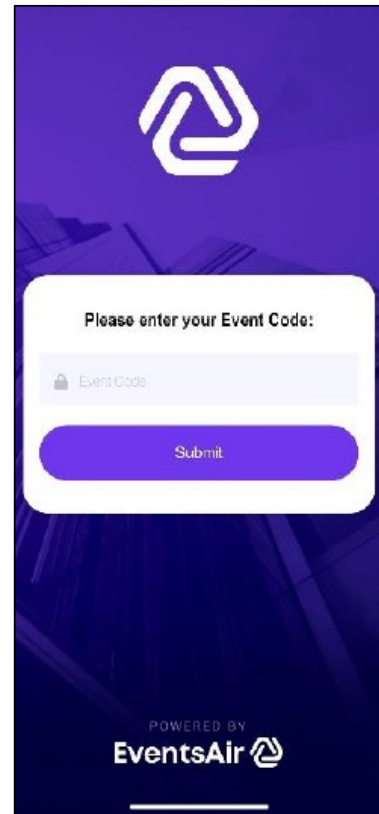 Please enter your Event Code:
Event Code
Submit
POWERED BY
EventsAir